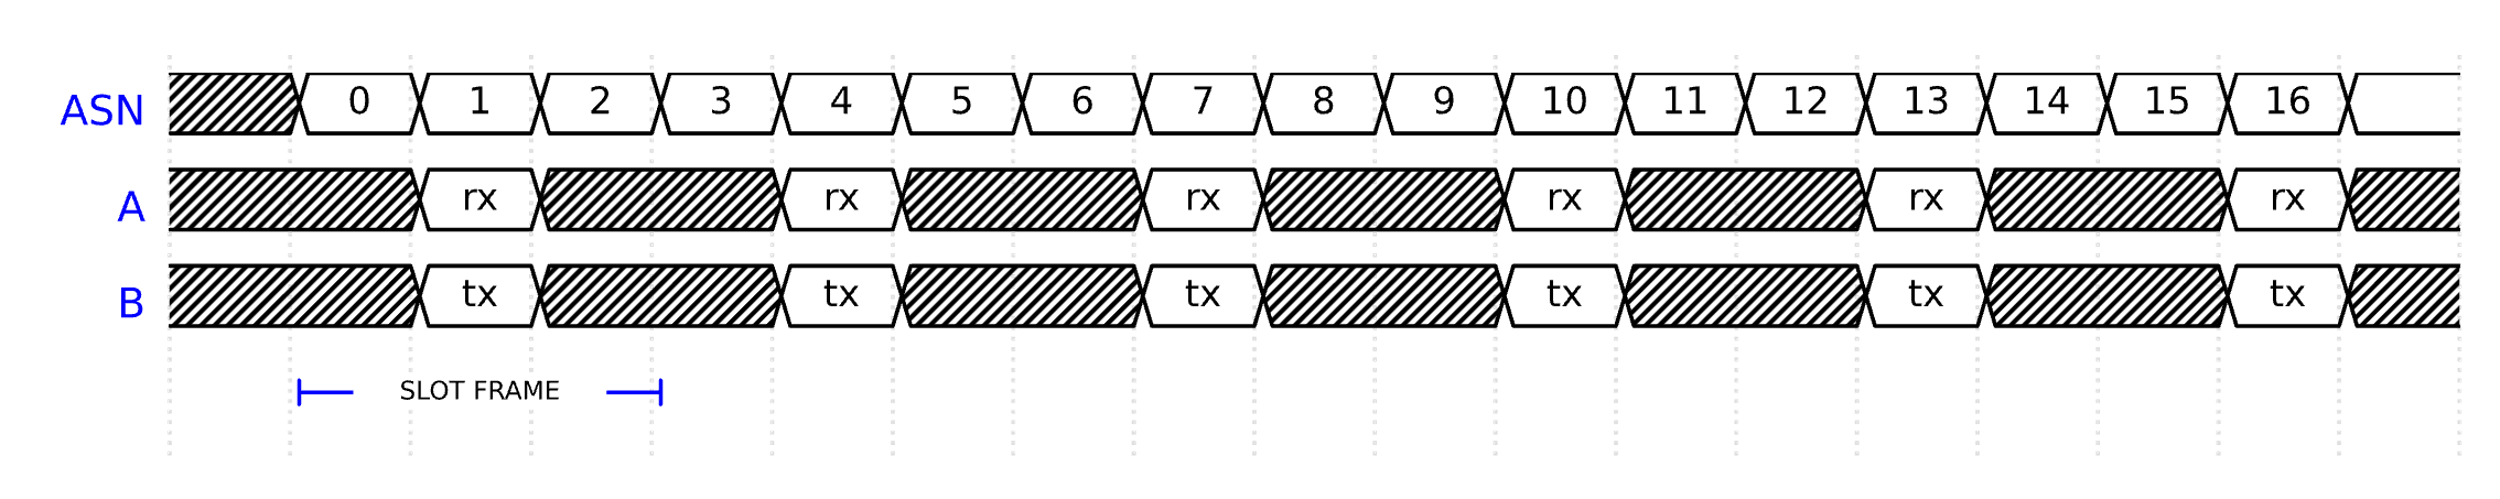 ASN 0 1 2 3 4 5 6 7 8 9 10 11 12 13 14 15 16
A rx rx rx rx rx rx
B tx tx tx tx tx tx
SLOT FRAME